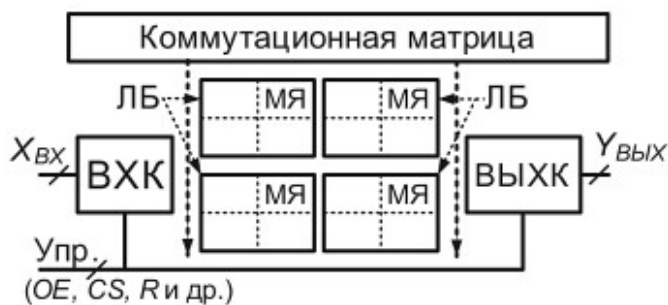 Коммутационная матрица
ЛБ МЯ МЯ ЛБ
X_ВХ ВХК МЯ МЯ ВЫХК Y_ВЫХ
Упр.
(OE, CS, R и др.)